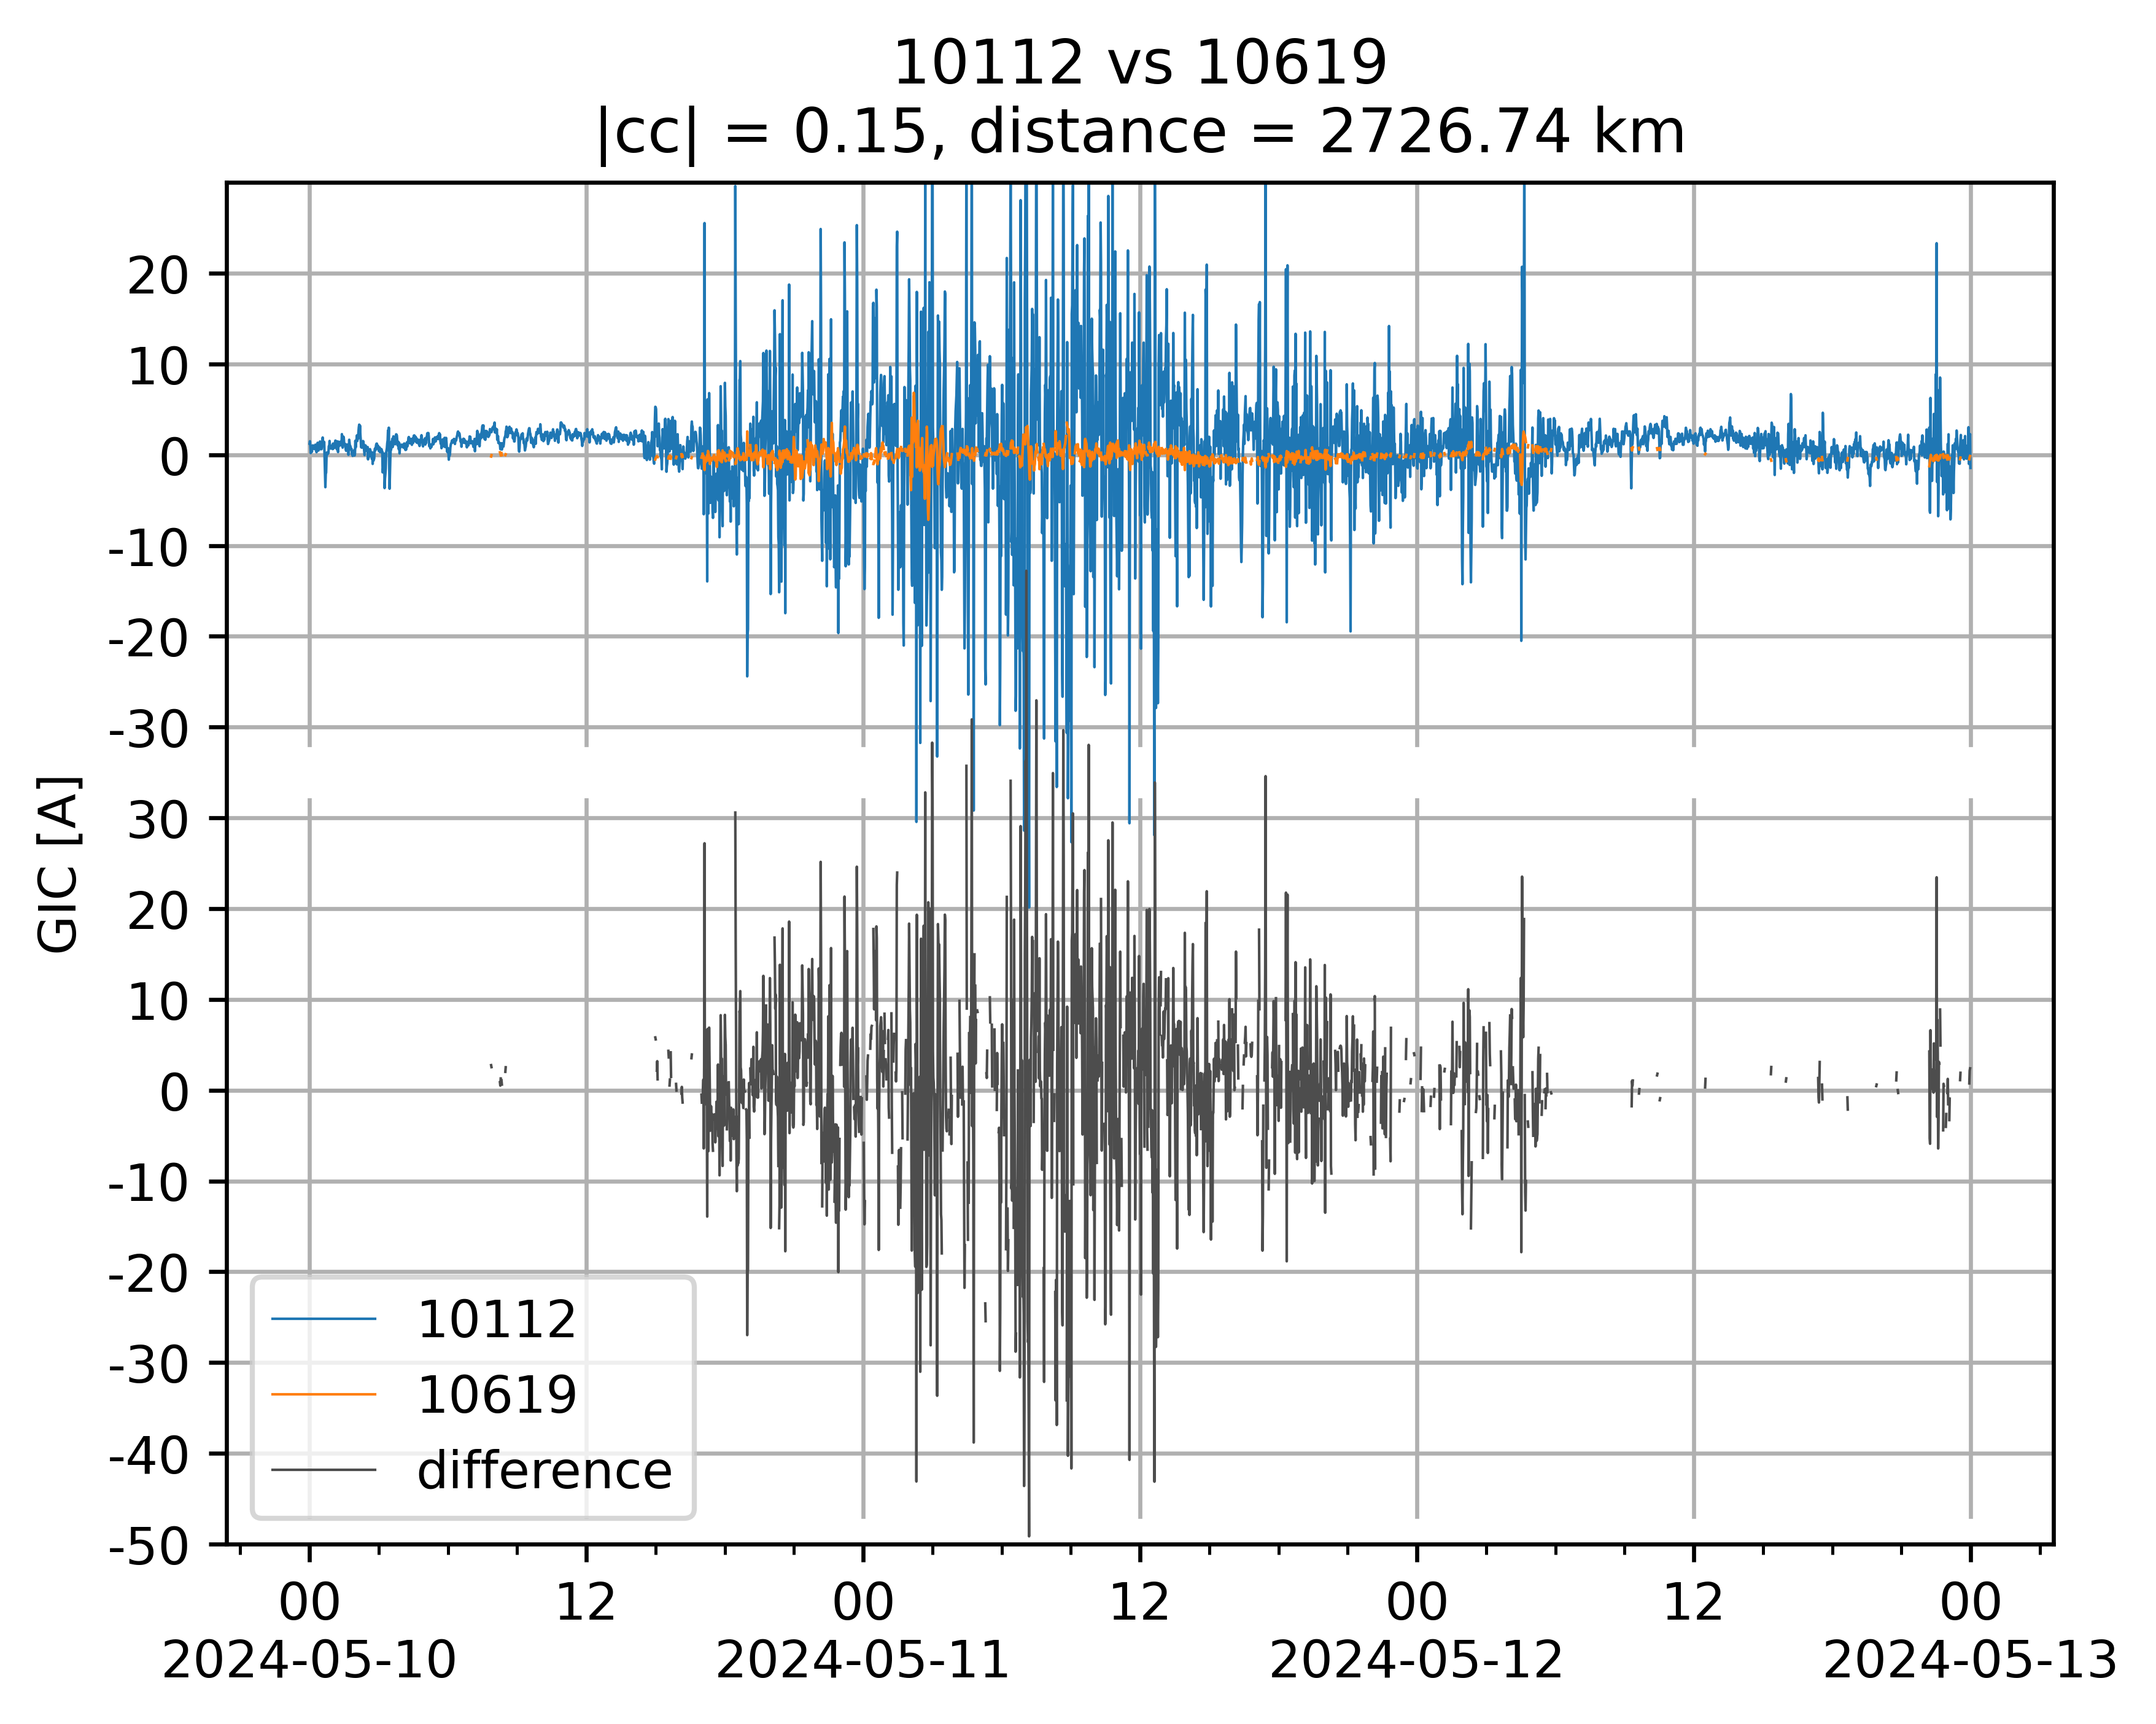 10112 vs 10619
|cc| = 0.15, distance = 2726.74 km
GIC [A]
20
10
0
-10
-20
-30
30
20
10
0
-10
-20
-30
-40
-50
10112
10619
difference
00 12 00 12 00 12 00
2024-05-10 2024-05-11 2024-05-12 2024-05-13